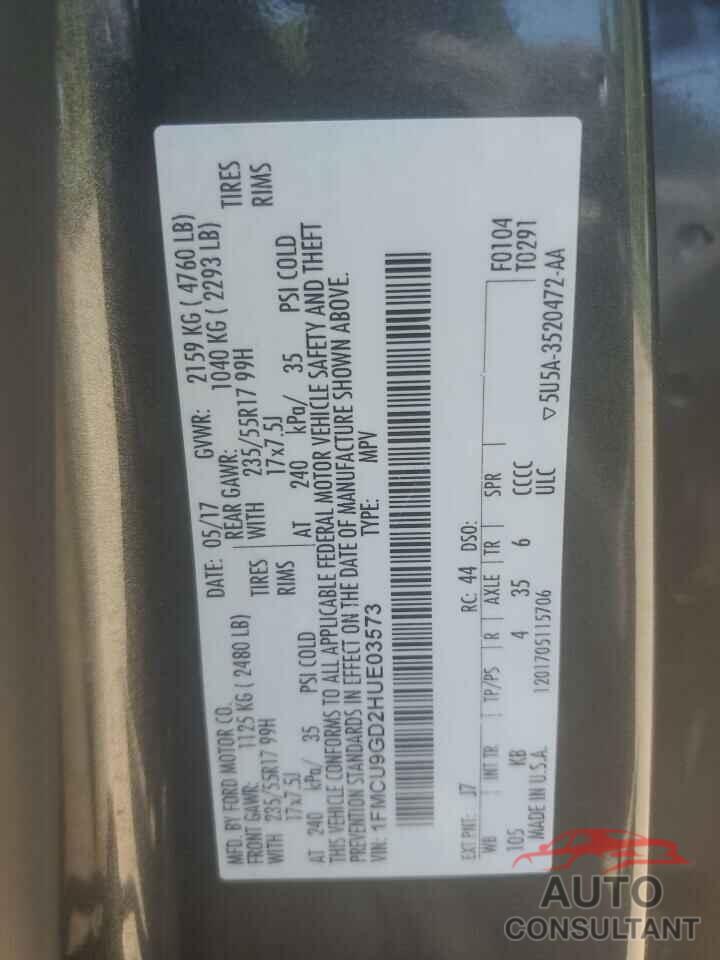 MFD. BY FORD MOTOR CO.
DATE: 05/17 GVWR: 2159 KG ( 4760 LB)
FRONT GAWR: 1125 KG ( 2480 LB) REAR GAWR: 1040 KG ( 2293 LB)
WITH 235/55R17 99H TIRES WITH 235/55R17 99H TIRES
17x7.5J RIMS 17x7.5J RIMS
AT 240 kPa/ 35 PSI COLD AT 240 kPa/ 35 PSI COLD
THIS VEHICLE CONFORMS TO ALL APPLICABLE FEDERAL MOTOR VEHICLE SAFETY AND THEFT
PREVENTION STANDARDS IN EFFECT ON THE DATE OF MANUFACTURE SHOWN ABOVE.
VIN: 1FMCU9GD2HUE03573 TYPE: MPV
EXT PNT: J7 RC: 44 DSO:
WB INT TR TP/PS R AXLE TR SPR F0104
105 KB 4 35 6 CCCC T0291
MADE IN U.S.A. 1201705115706 ULC ▽5U5A-3520472-AA
AUTO
CONSULTANT